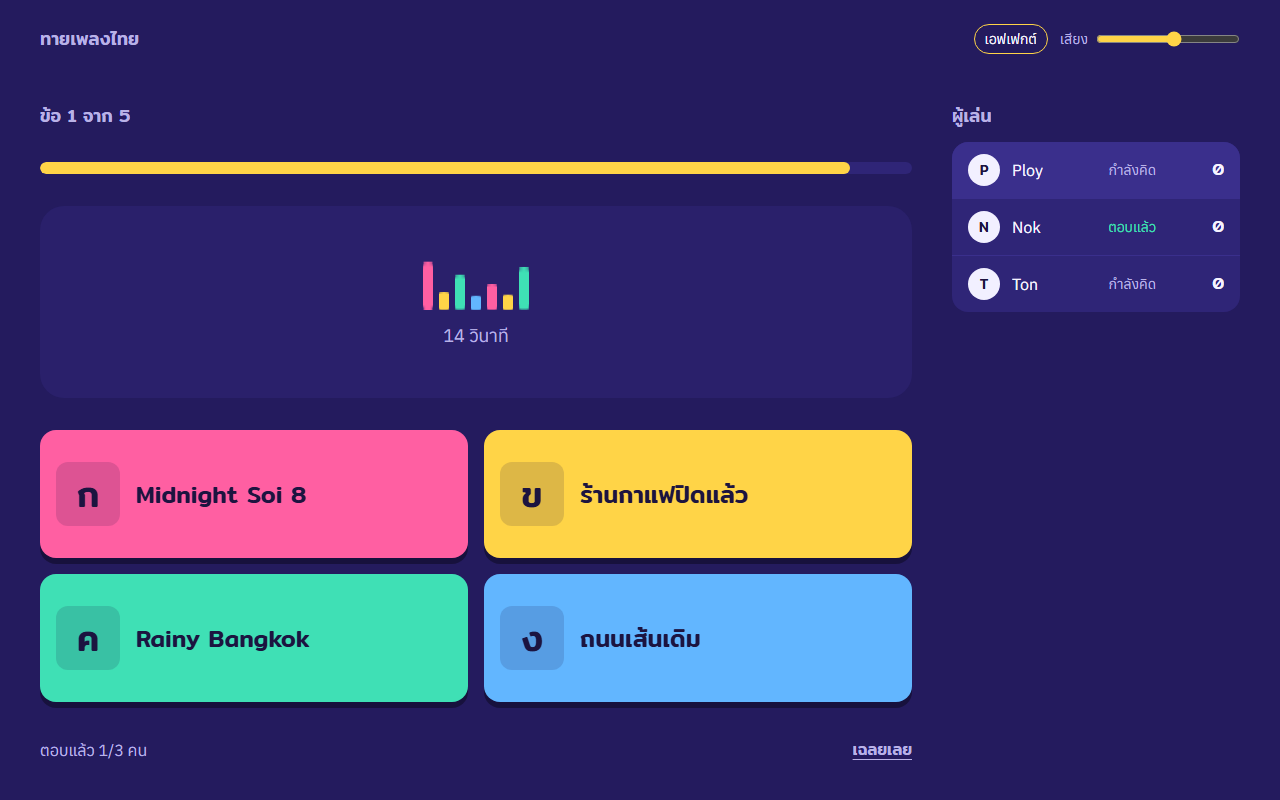 ทายเพลงไทย
เอฟเฟกต์ เสียง
ข้อ 1 จาก 5
14 วินาที
ก Midnight Soi 8
ข ร้านกาแฟปิดแล้ว
ค Rainy Bangkok
ง ถนนเส้นเดิม
ตอบแล้ว 1/3 คน
เฉลยเลย
ผู้เล่น
P Ploy กำลังคิด 0
N Nok ตอบแล้ว 0
T Ton กำลังคิด 0